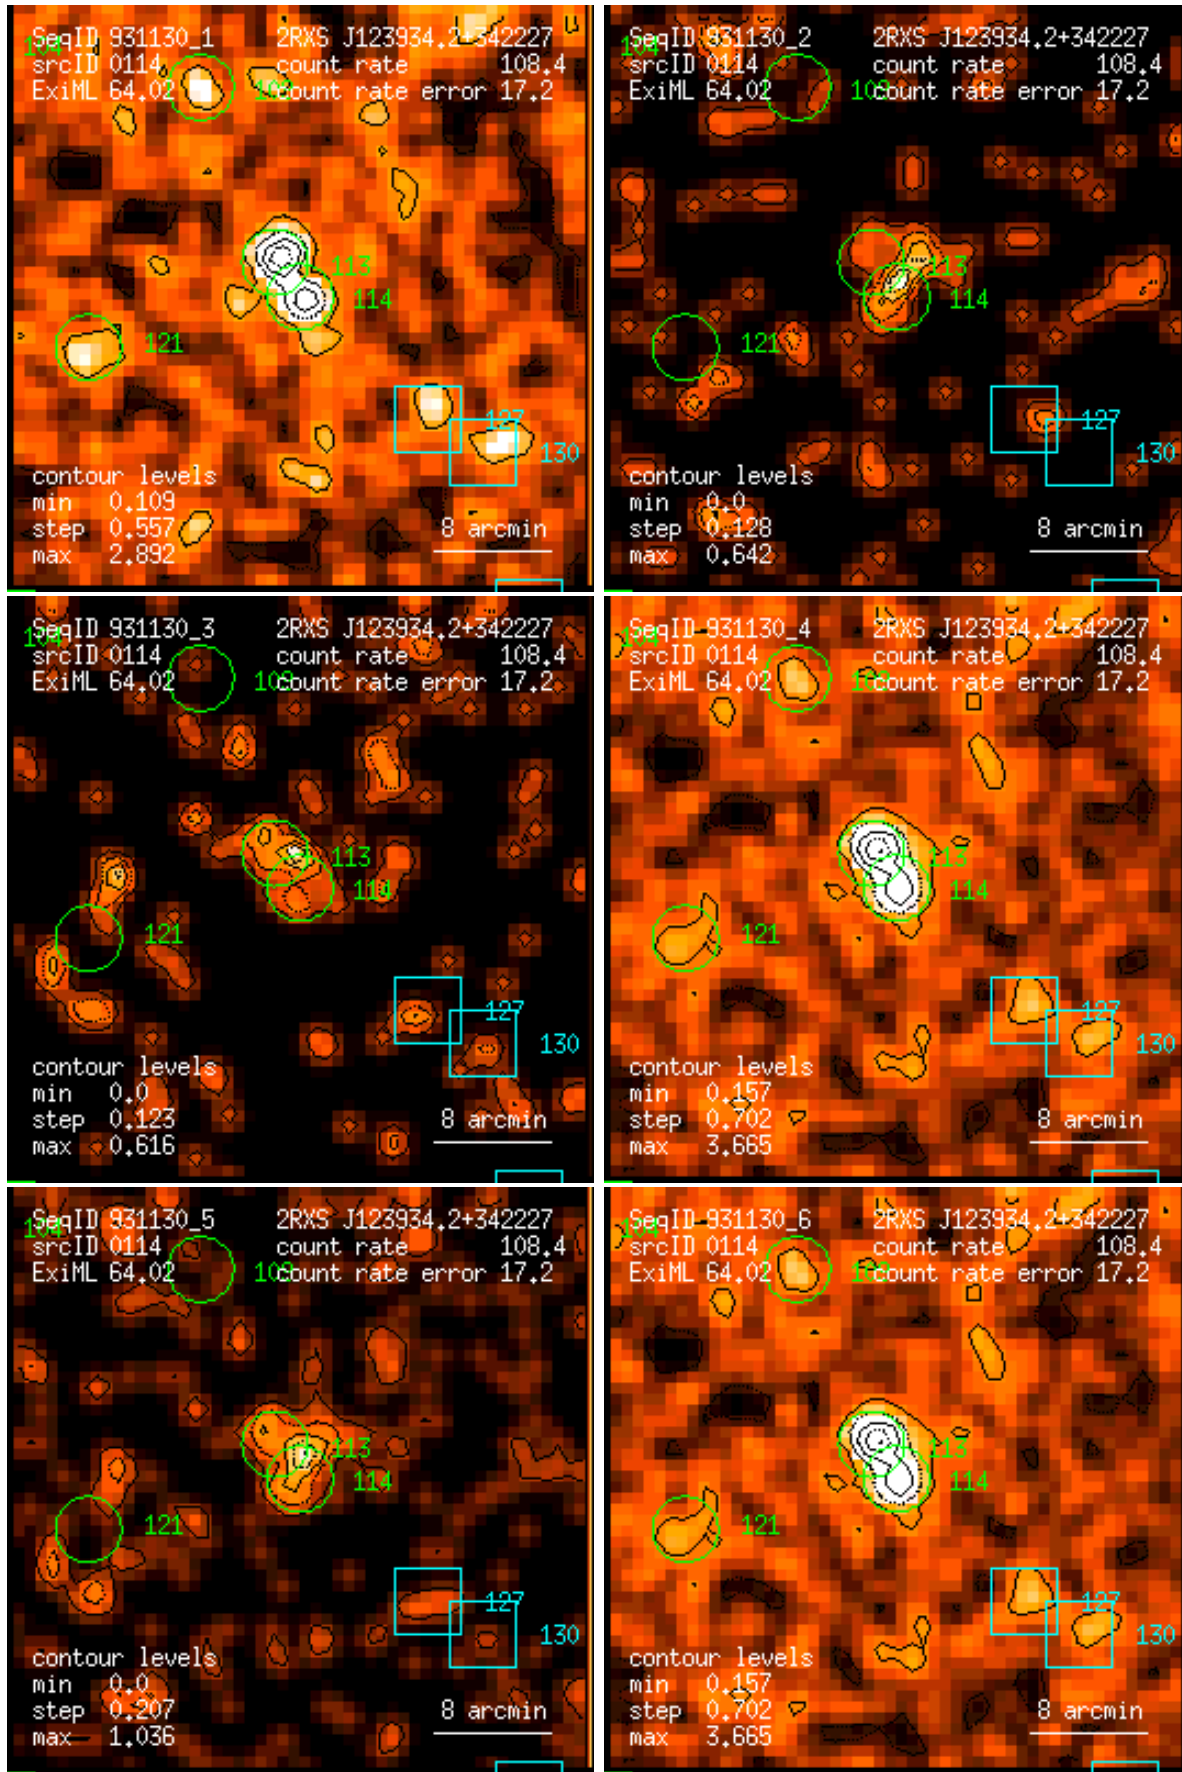 SeqID 931130_1 2RXS J123934.2+342227
104
srcID 0114 count rate 108.4
ExiML 64.02 count rate error 17.2
113
114
121
127
130
contour levels
min 0.109
step 0.557 8 arcmin
max 2.892
SeqID 931130_2 2RXS J123934.2+342227
104
srcID 0114 count rate 108.4
ExiML 64.02 count rate error 17.2
113
114
121
127
130
contour levels
min 0.0
step 0.128 8 arcmin
max 0.642
SeqID 931130_3 2RXS J123934.2+342227
104
srcID 0114 count rate 108.4
ExiML 64.02 count rate error 17.2
113
114
121
127
130
contour levels
min 0.0
step 0.123 8 arcmin
max 0.616
SeqID 931130_4 2RXS J123934.2+342227
104
srcID 0114 count rate 108.4
ExiML 64.02 count rate error 17.2
113
114
121
127
130
contour levels
min 0.157
step 0.702 8 arcmin
max 3.665
SeqID 931130_5 2RXS J123934.2+342227
104
srcID 0114 count rate 108.4
ExiML 64.02 count rate error 17.2
113
114
121
127
130
contour levels
min 0.0
step 0.207 8 arcmin
max 1.036
SeqID 931130_6 2RXS J123934.2+342227
104
srcID 0114 count rate 108.4
ExiML 64.02 count rate error 17.2
113
114
121
127
130
contour levels
min 0.157
step 0.702 8 arcmin
max 3.665